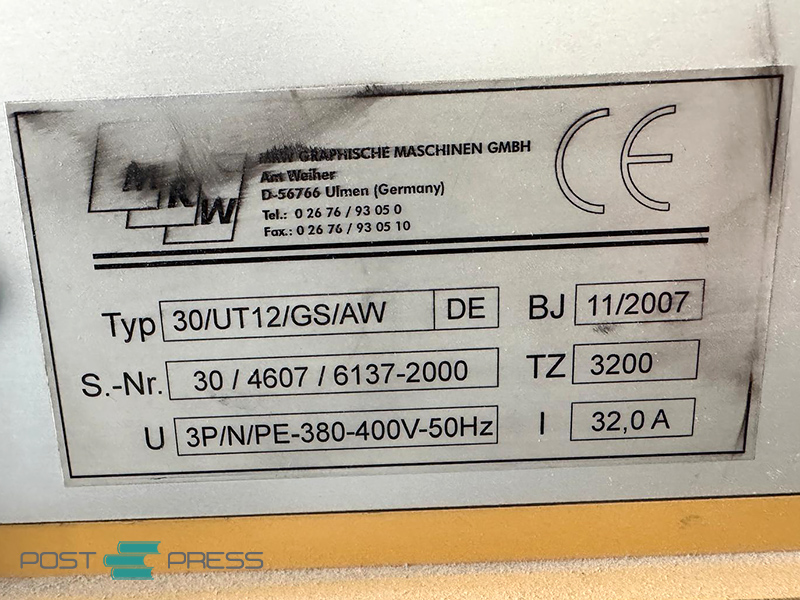 MRW
MRW GRAPHISCHE MASCHINEN GMBH
Am Weiher
D-56766 Ulmen (Germany)
Tel.: 0 26 76 / 93 05 0
Fax.: 0 26 76 / 93 05 10
CE
Typ 30/UT12/GS/AW DE BJ 11/2007
S.-Nr. 30 / 4607 / 6137-2000 TZ 3200
U 3P/N/PE-380-400V-50Hz I 32,0 A
POST PRESS